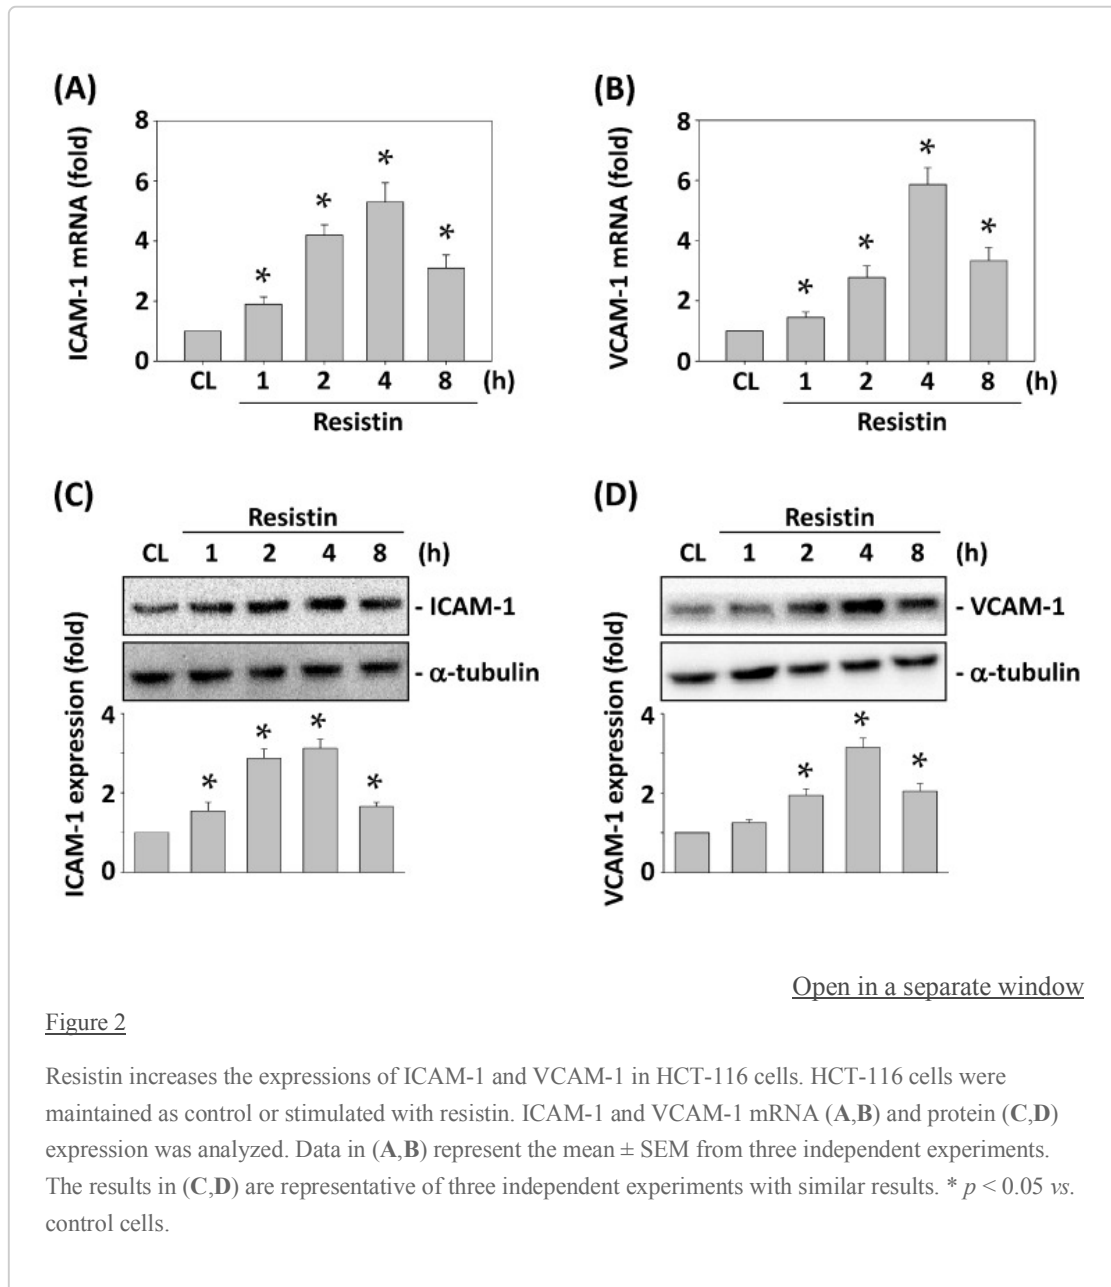 (A)
ICAM-1 mRNA (fold)
8
6
4
2
0
*
*
*
*
CL 1 2 4 8 (h)
Resistin
(B)
VCAM-1 mRNA (fold)
8
6
4
2
0
*
*
*
*
CL 1 2 4 8 (h)
Resistin
(C)
Resistin
CL 1 2 4 8 (h)
- ICAM-1
- α-tubulin
ICAM-1 expression (fold)
4
2
0
*
*
*
*
(D)
Resistin
CL 1 2 4 8 (h)
- VCAM-1
- α-tubulin
VCAM-1 expression (fold)
4
2
0
*
*
*
Open in a separate window
Figure 2
Resistin increases the expressions of ICAM-1 and VCAM-1 in HCT-116 cells. HCT-116 cells were
maintained as control or stimulated with resistin. ICAM-1 and VCAM-1 mRNA (A,B) and protein (C,D)
expression was analyzed. Data in (A,B) represent the mean ± SEM from three independent experiments.
The results in (C,D) are representative of three independent experiments with similar results. * p < 0.05 vs.
control cells.